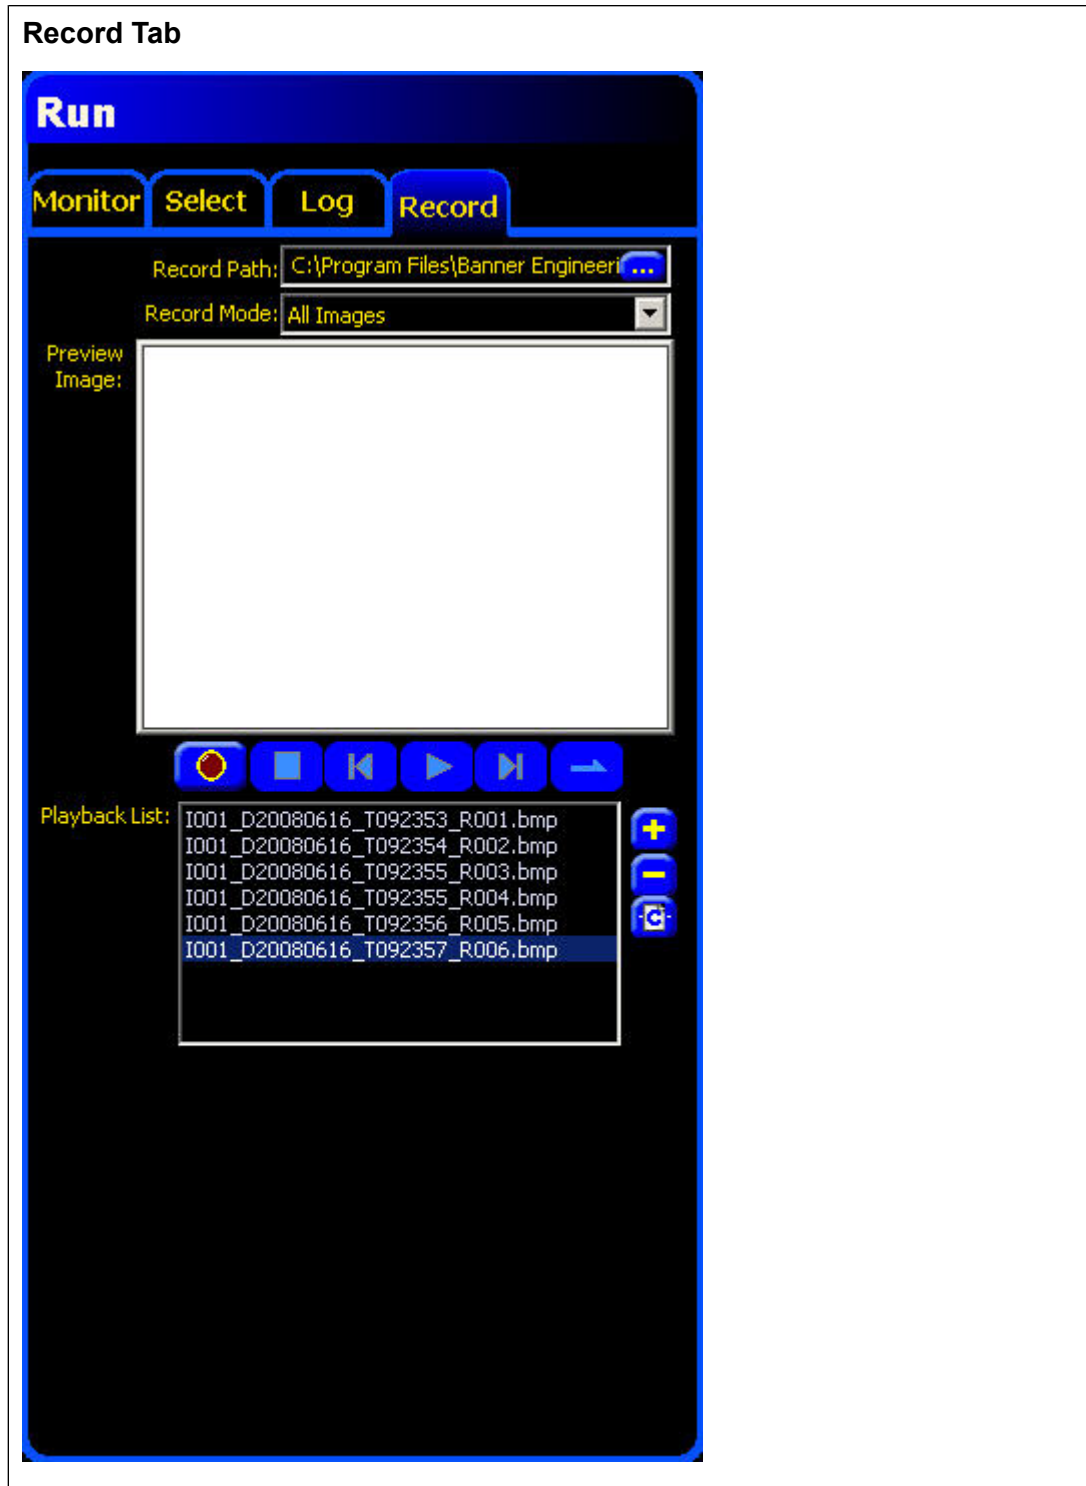 Record Tab
Run
Monitor Select Log Record
Record Path: C:\Program Files\Banner Engineeri ...
Record Mode: All Images
Preview
Image:
Playback List:
I001_D20080616_T092353_R001.bmp
I001_D20080616_T092354_R002.bmp
I001_D20080616_T092355_R003.bmp
I001_D20080616_T092355_R004.bmp
I001_D20080616_T092356_R005.bmp
I001_D20080616_T092357_R006.bmp
C